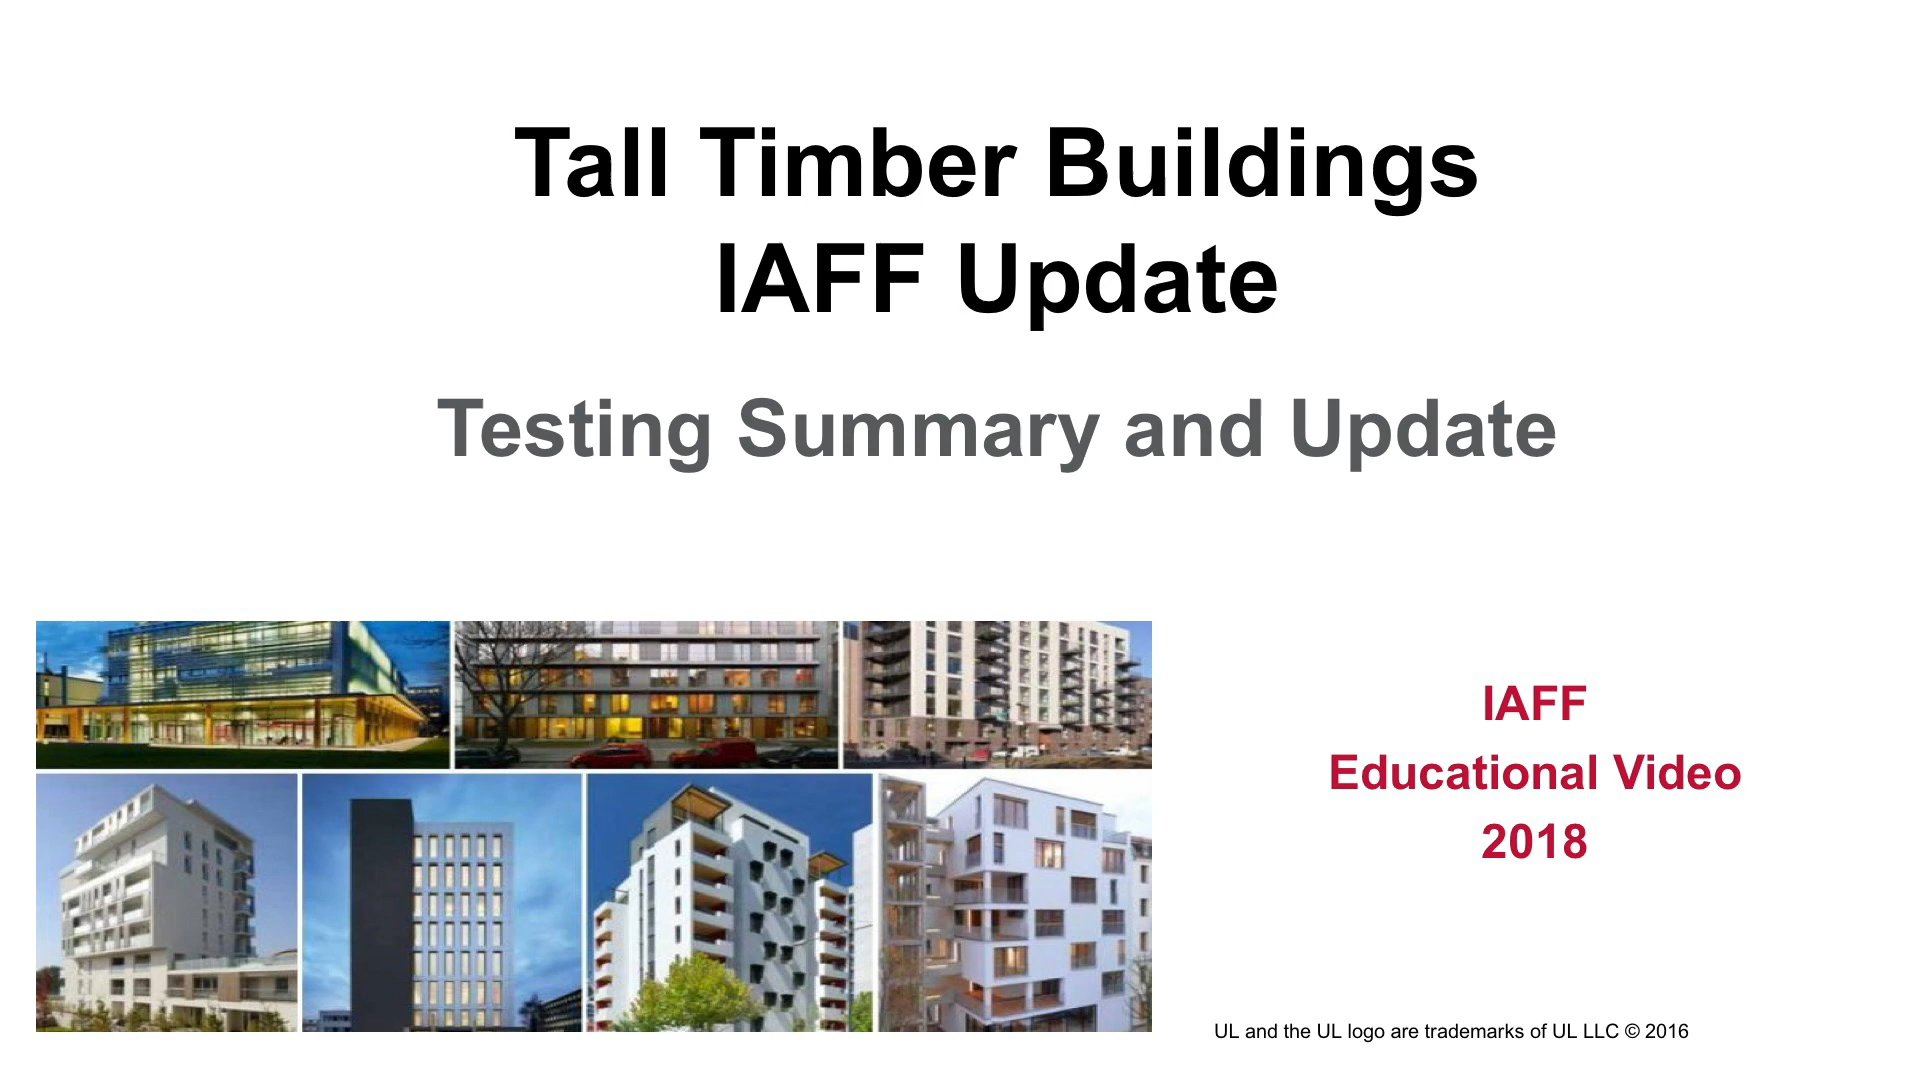 Tall Timber Buildings
IAFF Update
Testing Summary and Update
IAFF
Educational Video
2018
UL and the UL logo are trademarks of UL LLC © 2016